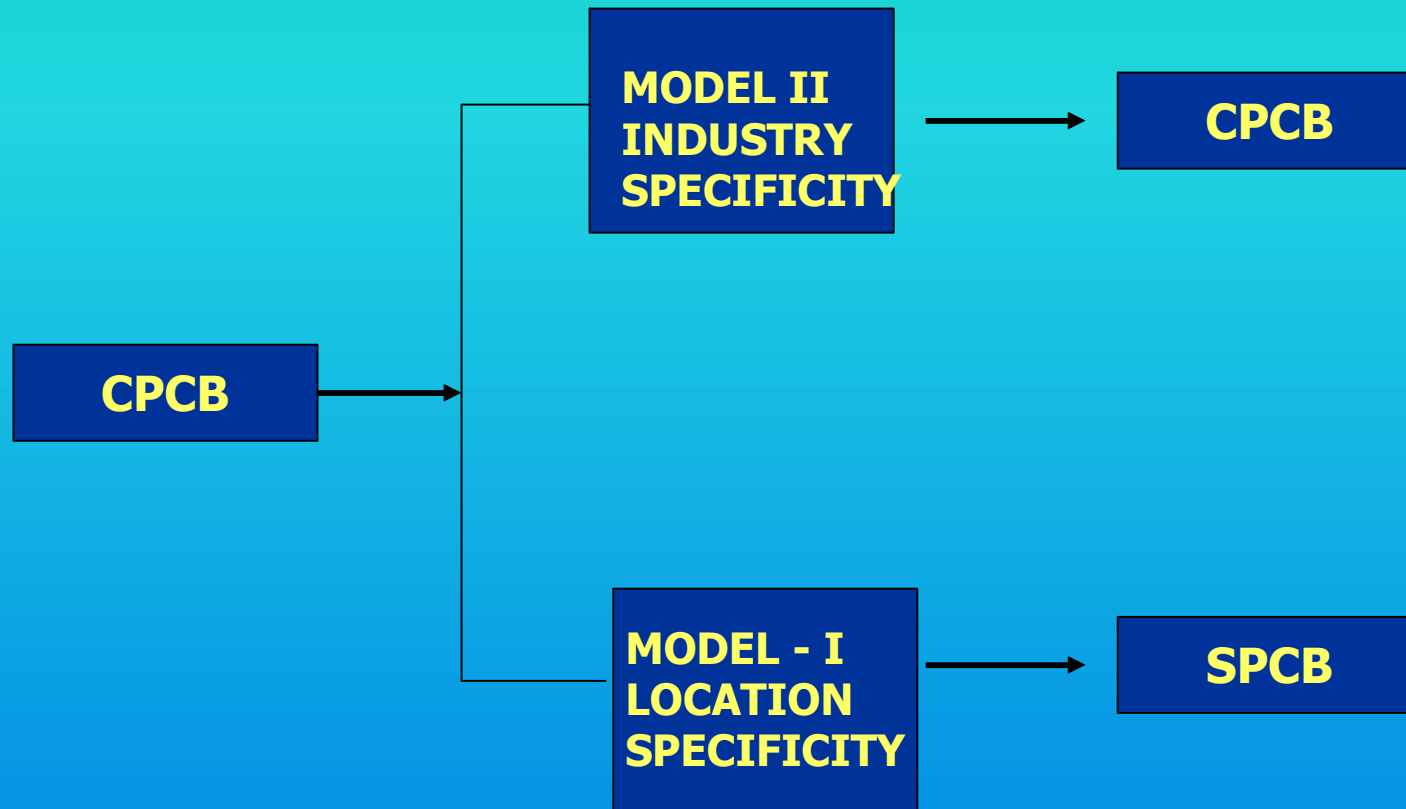 MODEL II
INDUSTRY
SPECIFICITY
CPCB
CPCB
MODEL - I
LOCATION
SPECIFICITY
SPCB